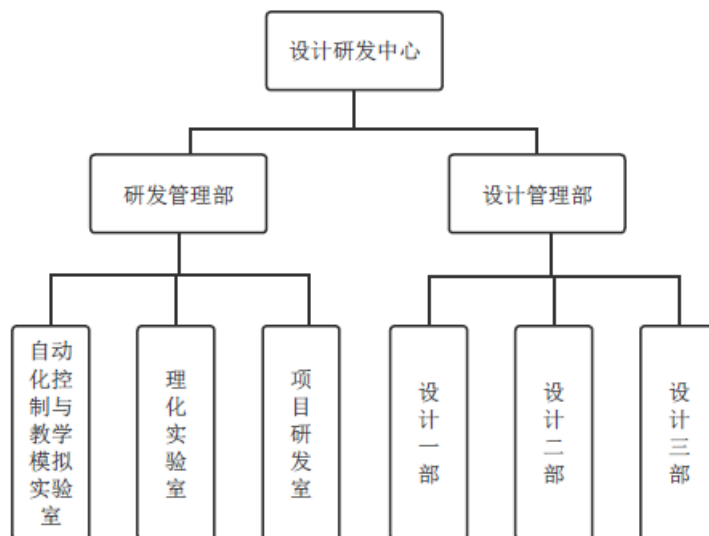 设计研发中心
研发管理部
设计管理部
自动
化控
制与
教学
模拟
实验
室
理化实验室
项目研发室
设计一部
设计二部
设计三部